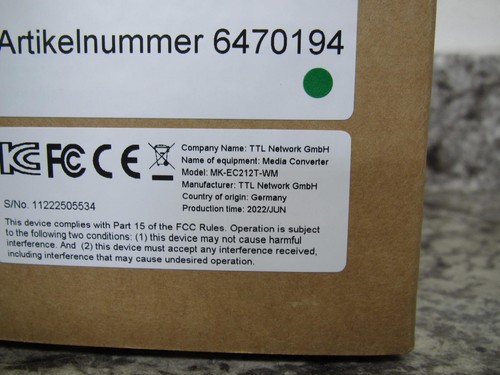 Artikelnummer 6470194
KC FC CE
Company Name: TTL Network GmbH
Name of equipment: Media Converter
Model: MK-EC212T-WM
Manufacturer: TTL Network GmbH
Country of origin: Germany
Production time: 2022/JUN
S/No. 11222505534
This device complies with Part 15 of the FCC Rules. Operation is subject
to the following two conditions: (1) this device may not cause harmful
interference. And (2) this device must accept any interference received,
including interference that may cause undesired operation.